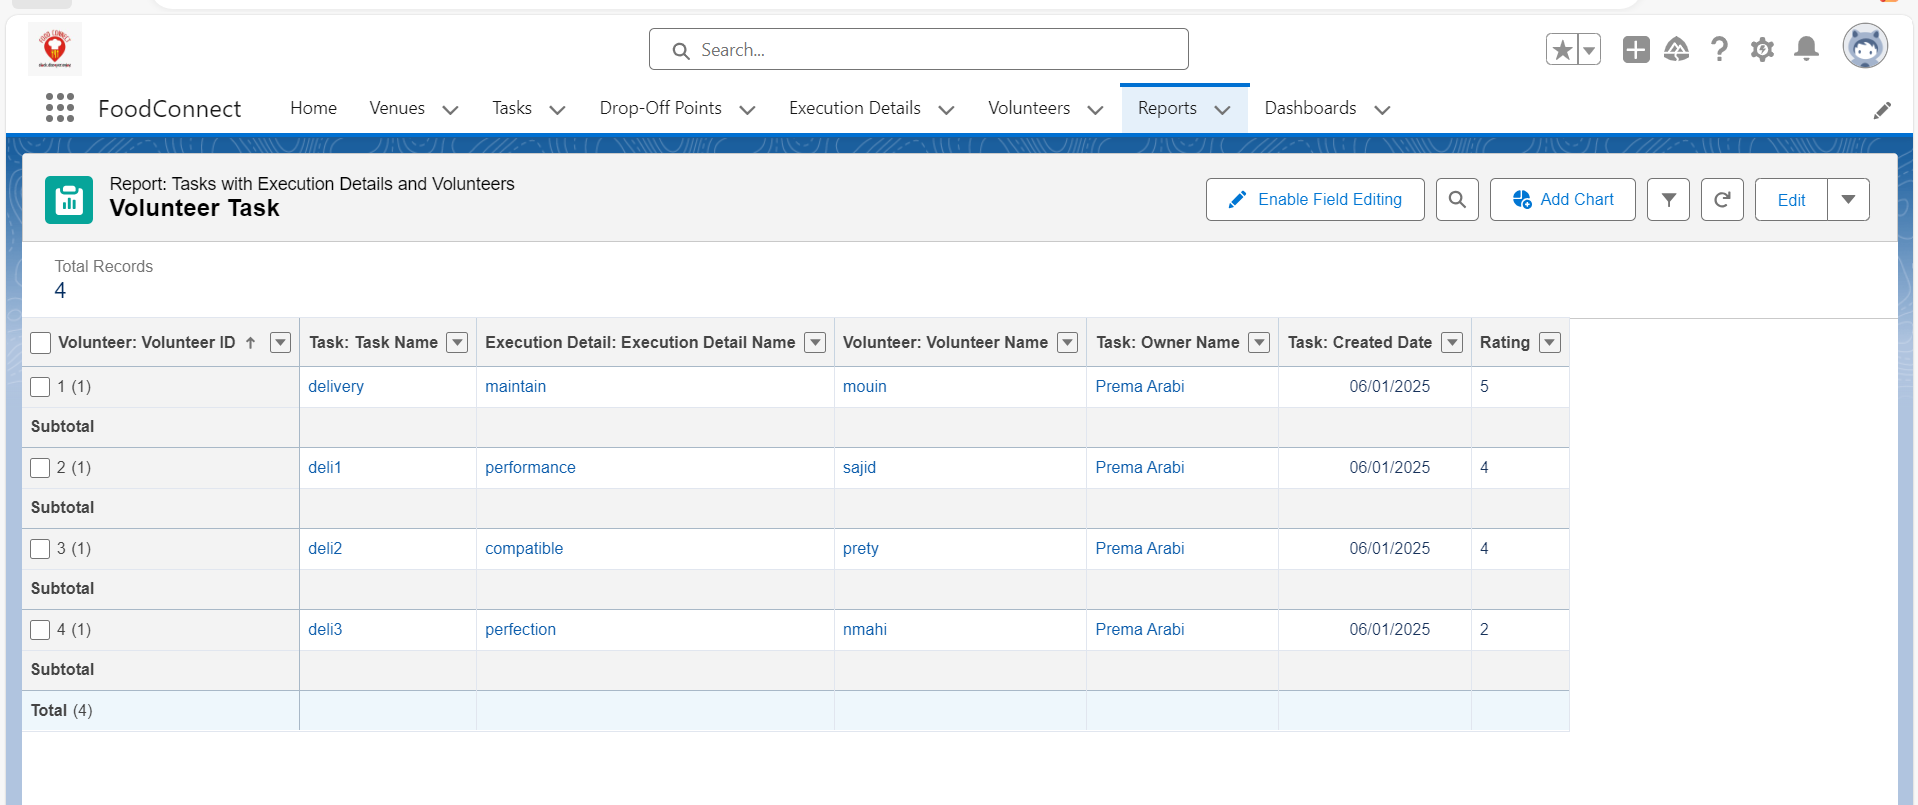 FOOD CONNECT
Search...
FoodConnect Home Venues Tasks Drop-Off Points Execution Details Volunteers Reports Dashboards
Report: Tasks with Execution Details and Volunteers
Volunteer Task
Enable Field Editing Add Chart Edit
Total Records
4
Volunteer: Volunteer ID ↑ Task: Task Name Execution Detail: Execution Detail Name Volunteer: Volunteer Name Task: Owner Name Task: Created Date Rating
1 (1) delivery maintain mouin Prema Arabi 06/01/2025 5
Subtotal
2 (1) deli1 performance sajid Prema Arabi 06/01/2025 4
Subtotal
3 (1) deli2 compatible prety Prema Arabi 06/01/2025 4
Subtotal
4 (1) deli3 perfection nmahi Prema Arabi 06/01/2025 2
Subtotal
Total (4)